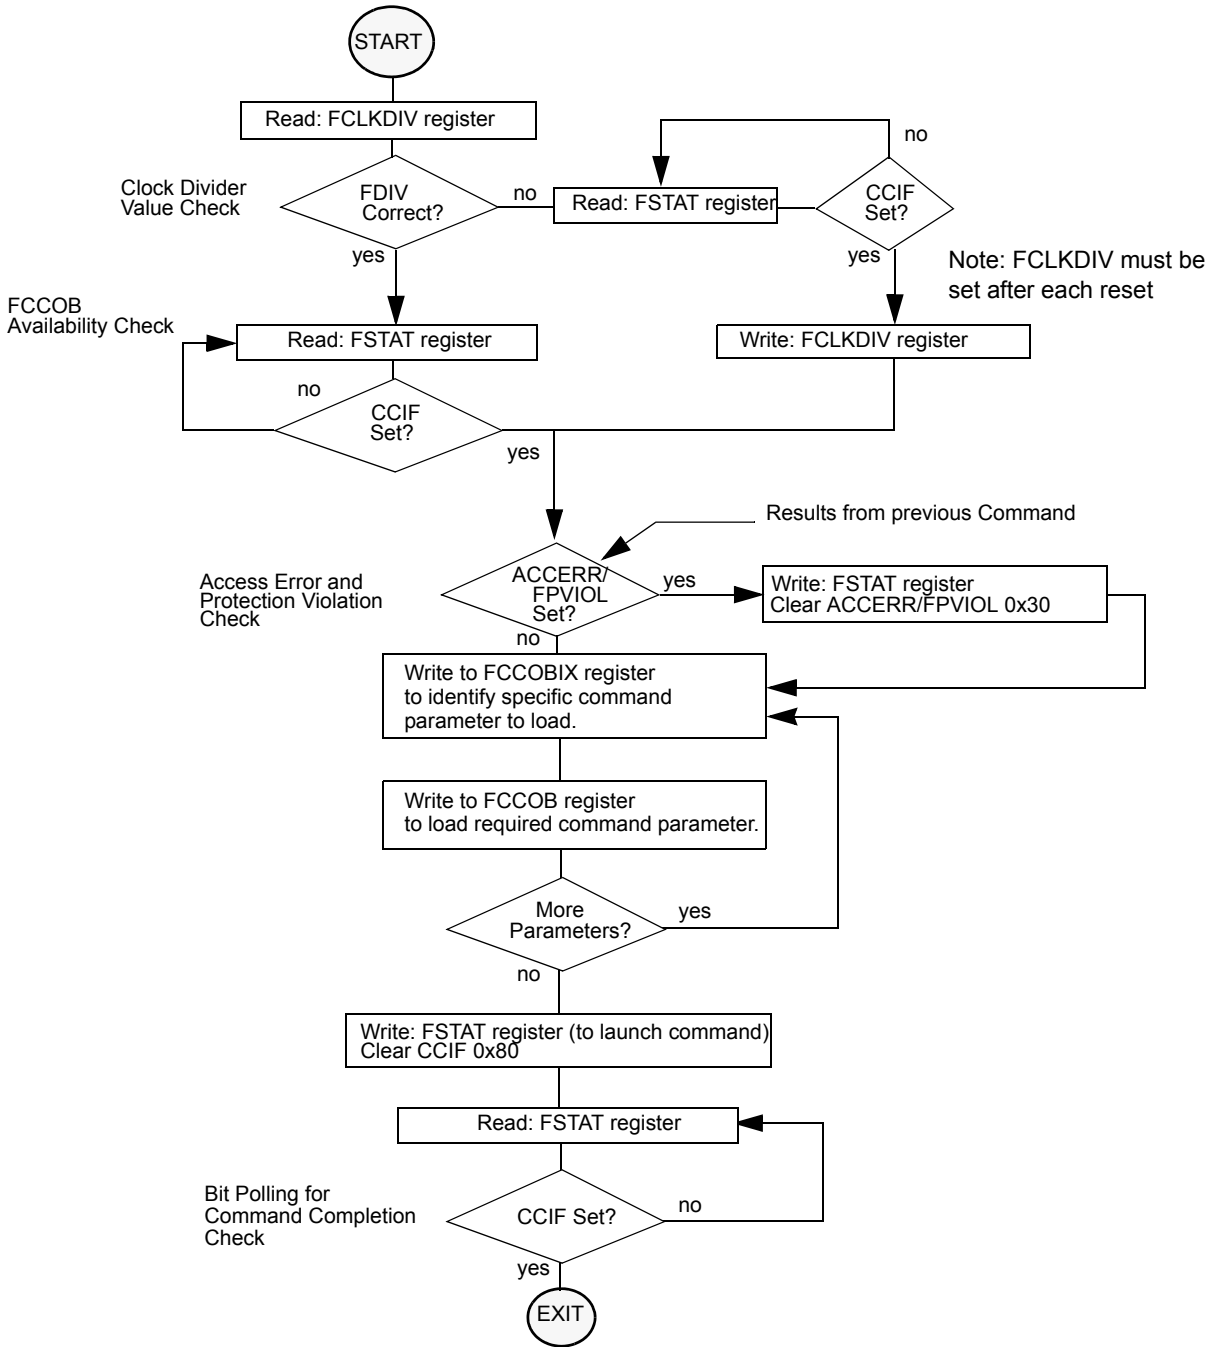 START
Read: FCLKDIV register
Clock Divider
Value Check
FDIV
Correct?
no
Read: FSTAT register
no
CCIF
Set?
yes
yes
Note: FCLKDIV must be
set after each reset
FCCOB
Availability Check
Read: FSTAT register
Write: FCLKDIV register
no
CCIF
Set?
yes
Results from previous Command
Access Error and
Protection Violation
Check
ACCERR/
FPVIOL
Set?
yes
Write: FSTAT register
Clear ACCERR/FPVIOL 0x30
no
Write to FCCOBIX register
to identify specific command
parameter to load.
Write to FCCOB register
to load required command parameter.
More
Parameters?
yes
no
Write: FSTAT register (to launch command)
Clear CCIF 0x80
Read: FSTAT register
Bit Polling for
Command Completion
Check
CCIF Set?
no
yes
EXIT